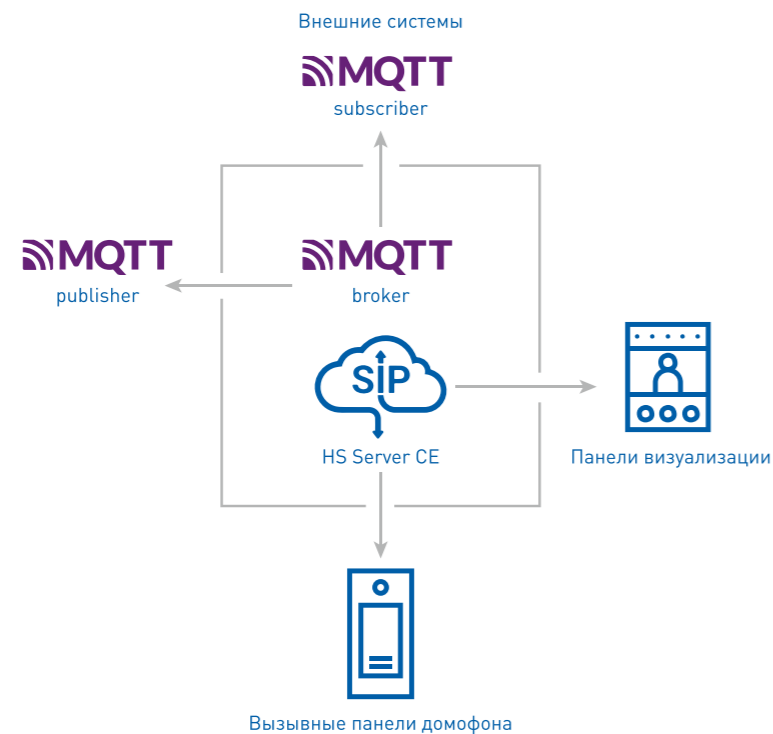 Внешние системы
MQTT
subscriber
MQTT
publisher
MQTT
broker
SIP
HS Server CE
Панели визуализации
Вызывные панели домофона